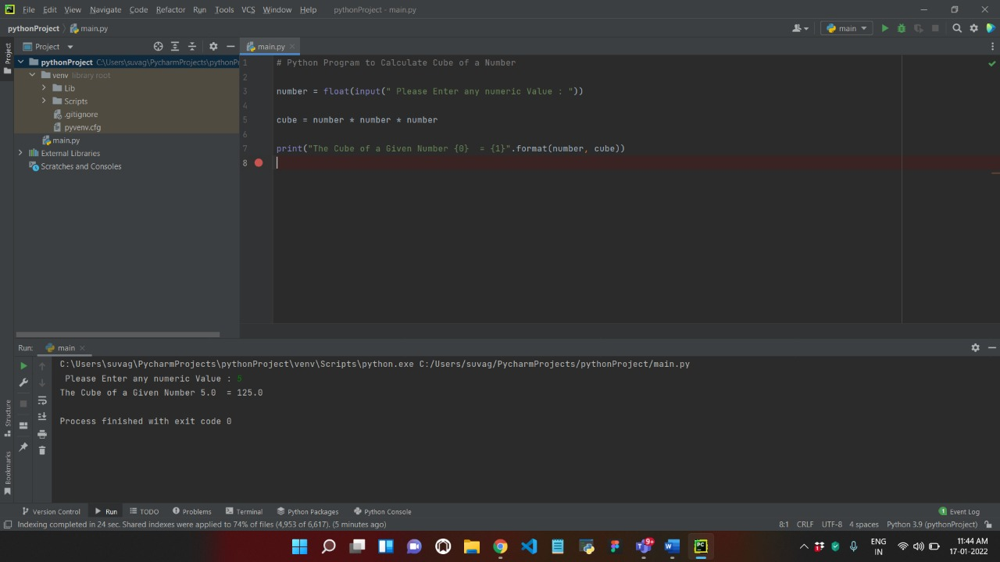 File Edit View Navigate Code Refactor Run Tools VCS Window Help pythonProject - main.py
pythonProject main.py
main
Project
Project
main.py
pythonProject C:\Users\suvag\PycharmProjects\pythonPr
venv library root
Lib
Scripts
.gitignore
pyvenv.cfg
main.py
External Libraries
Scratches and Consoles
1 # Python Program to Calculate Cube of a Number
2
3 number = float(input(" Please Enter any numeric Value : "))
4
5 cube = number * number * number
6
7 print("The Cube of a Given Number {0}  = {1}".format(number, cube))
8
Run: main
C:\Users\suvag\PycharmProjects\pythonProject\venv\Scripts\python.exe C:/Users/suvag/PycharmProjects/pythonProject/main.py
Please Enter any numeric Value : 5
The Cube of a Given Number 5.0  = 125.0
Process finished with exit code 0
Structure
Bookmarks
Version Control Run TODO Problems Terminal Python Packages Python Console 1 Event Log
Indexing completed in 24 sec. Shared indexes were applied to 74% of files (4,953 of 6,617). (5 minutes ago) 8:1 CRLF UTF-8 4 spaces Python 3.9 (pythonProject)
9+
W
PC
ENG
IN
11:44 AM
17-01-2022